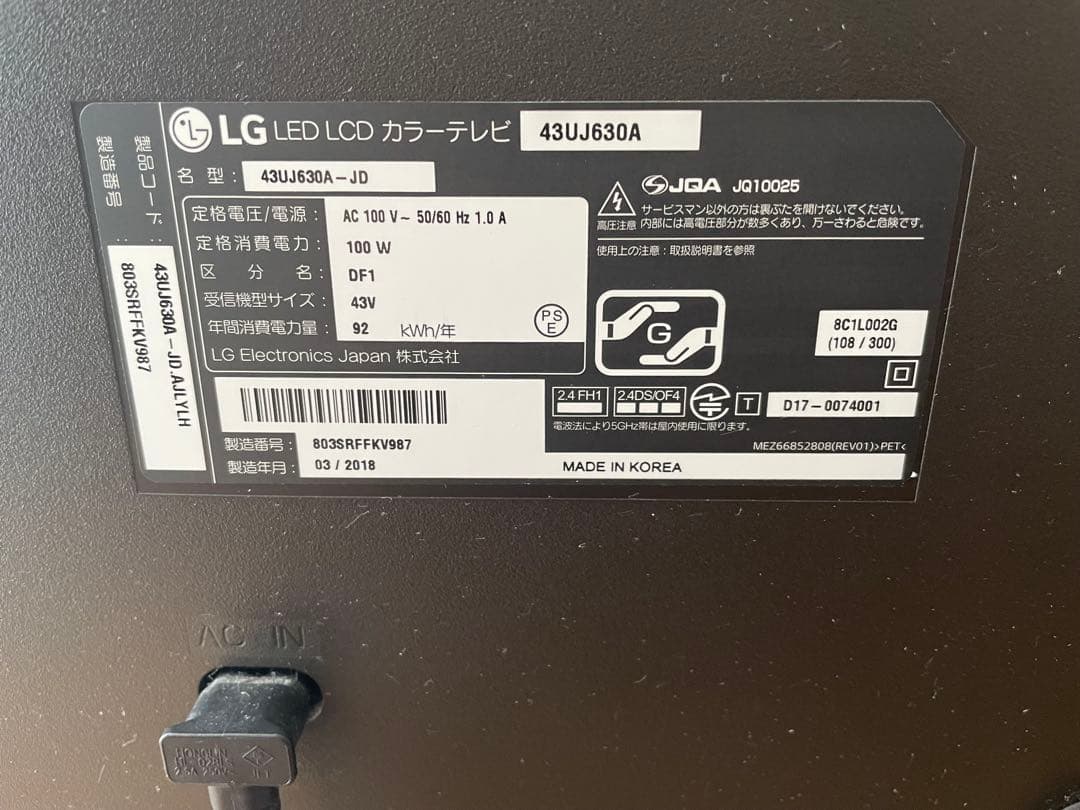 LG LED LCD カラーテレビ 43UJ630A
名 型： 43UJ630A-JD
定格電圧/電源： AC 100 V~ 50/60 Hz 1.0 A
定格消費電力： 100 W
区 分 名： DF1
受信機型サイズ： 43V
年間消費電力量： 92 kWh/年
PS
E
LG Electronics Japan 株式会社
製造番号： 803SRFFKV987
製造年月： 03 / 2018
MADE IN KOREA
製品コード： 43UJ630A-JD.AJLYLH
製造番号： 803SRFFKV987
JQA JQ10025
高圧注意
サービスマン以外の方は裏ぶたを開けないでください。
内部には高電圧部分が数多くあり、万一さわると危険です。
使用上の注意：取扱説明書を参照
G
8C1L002G
(108 / 300)
2.4 FH1 2.4DS/OF4
T D17-0074001
電波法により5GHz帯は屋内使用に限ります。
MEZ66852808(REV01)>PET<
AC IN